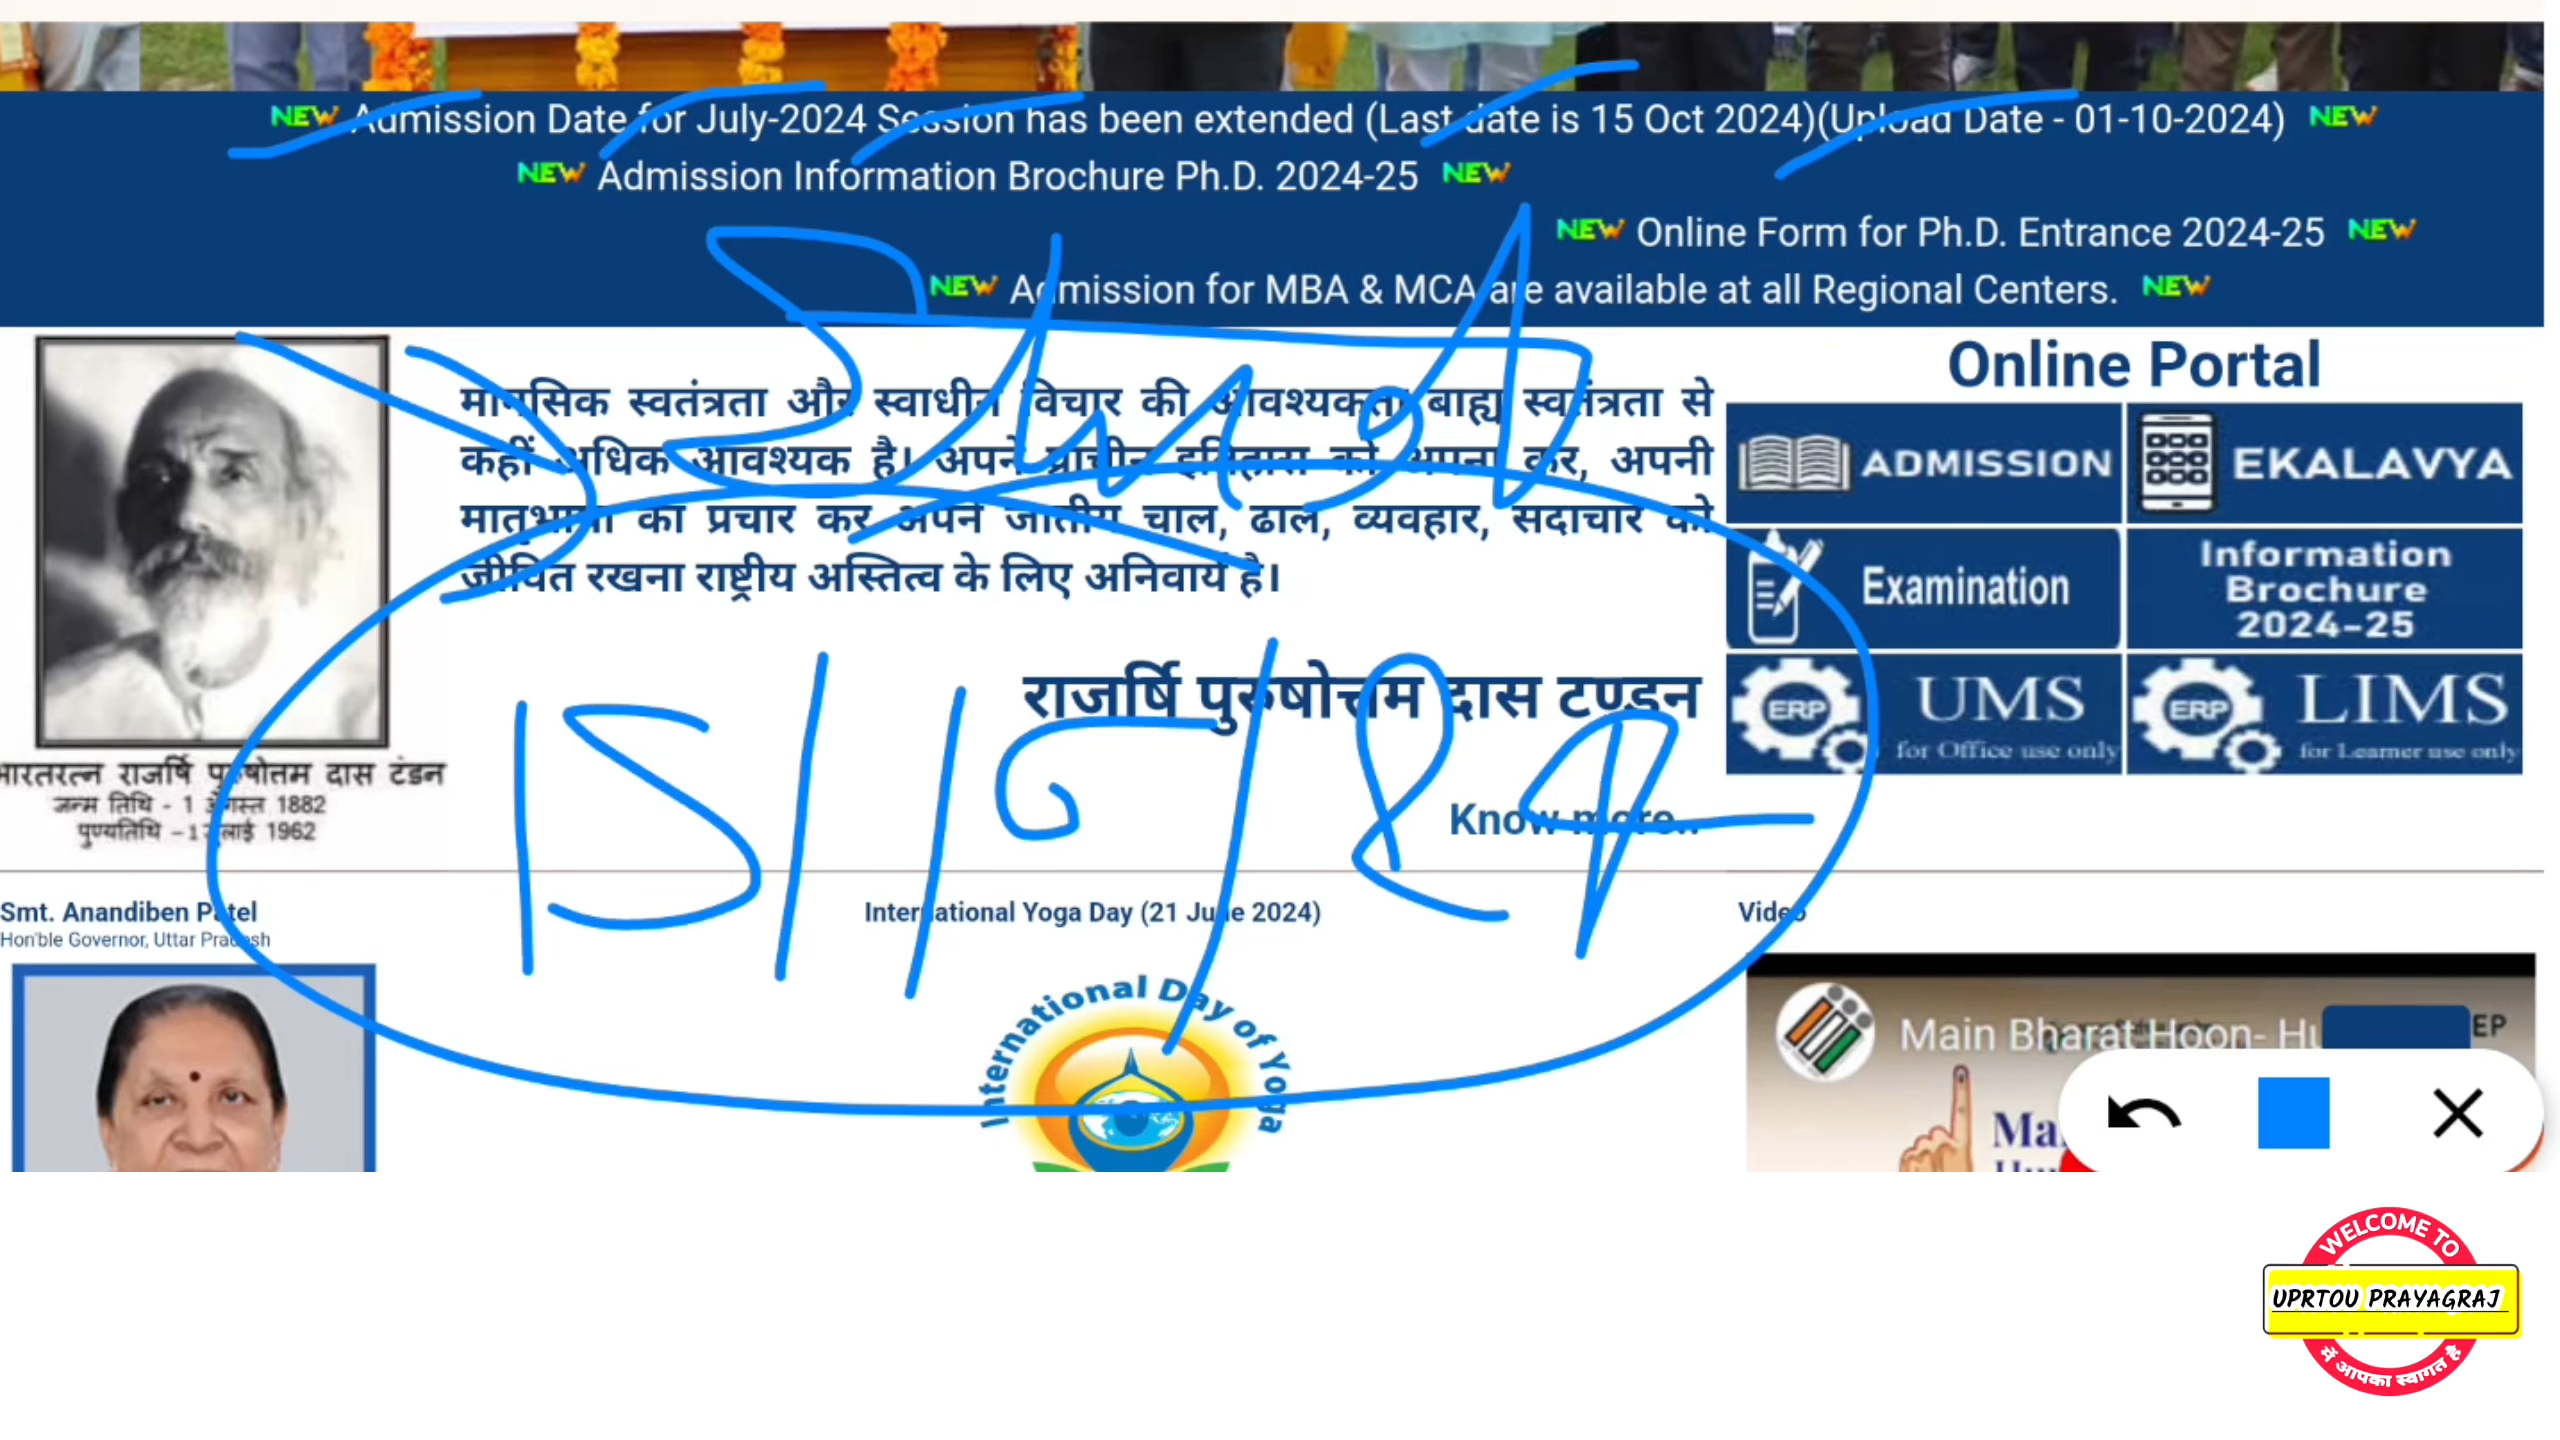 NEW Admission Date for July-2024 Session has been extended (Last date is 15 Oct 2024)(Upload Date - 01-10-2024) NEW
NEW Admission Information Brochure Ph.D. 2024-25 NEW
NEW Online Form for Ph.D. Entrance 2024-25 NEW
NEW Admission for MBA & MCA are available at all Regional Centers. NEW
मानसिक स्वतंत्रता और स्वाधीन विचार की आवश्यकता बाह्य स्वतंत्रता से
कहीं अधिक आवश्यक है। अपने प्राचीन इतिहास को अपना कर, अपनी
मातृभाषा का प्रचार कर अपने जातीय चाल, ढाल, व्यवहार, सदाचार को
जीवित रखना राष्ट्रीय अस्तित्व के लिए अनिवार्य है।
राजर्षि पुरुषोत्तम दास टण्डन
Know more..
भारतरत्न राजर्षि पुरुषोत्तम दास टंडन
जन्म तिथि - 1 अगस्त 1882
पुण्यतिथि -1 जुलाई 1962
Online Portal
ADMISSION
EKALAVYA
Examination
Information
Brochure
2024-25
ERP UMS
for Office use only
ERP LIMS
for Learner use only
15/10/24
Smt. Anandiben Patel
Hon'ble Governor, Uttar Pradesh
International Yoga Day (21 June 2024)
International Day of Yoga
Video
Main Bharat Hoon- Hu
EP
WELCOME TO
UPRTOU PRAYAGRAJ
में आपका स्वागत है